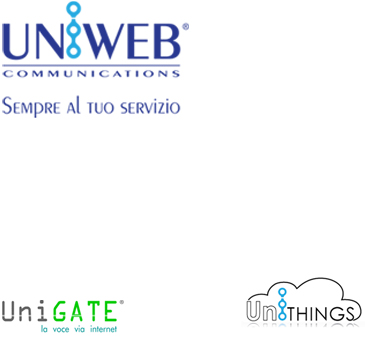 UNIWEB®
COMMUNICATIONS
SEMPRE AL TUO SERVIZIO
UniGATE®
la voce via internet
UniTHINGS